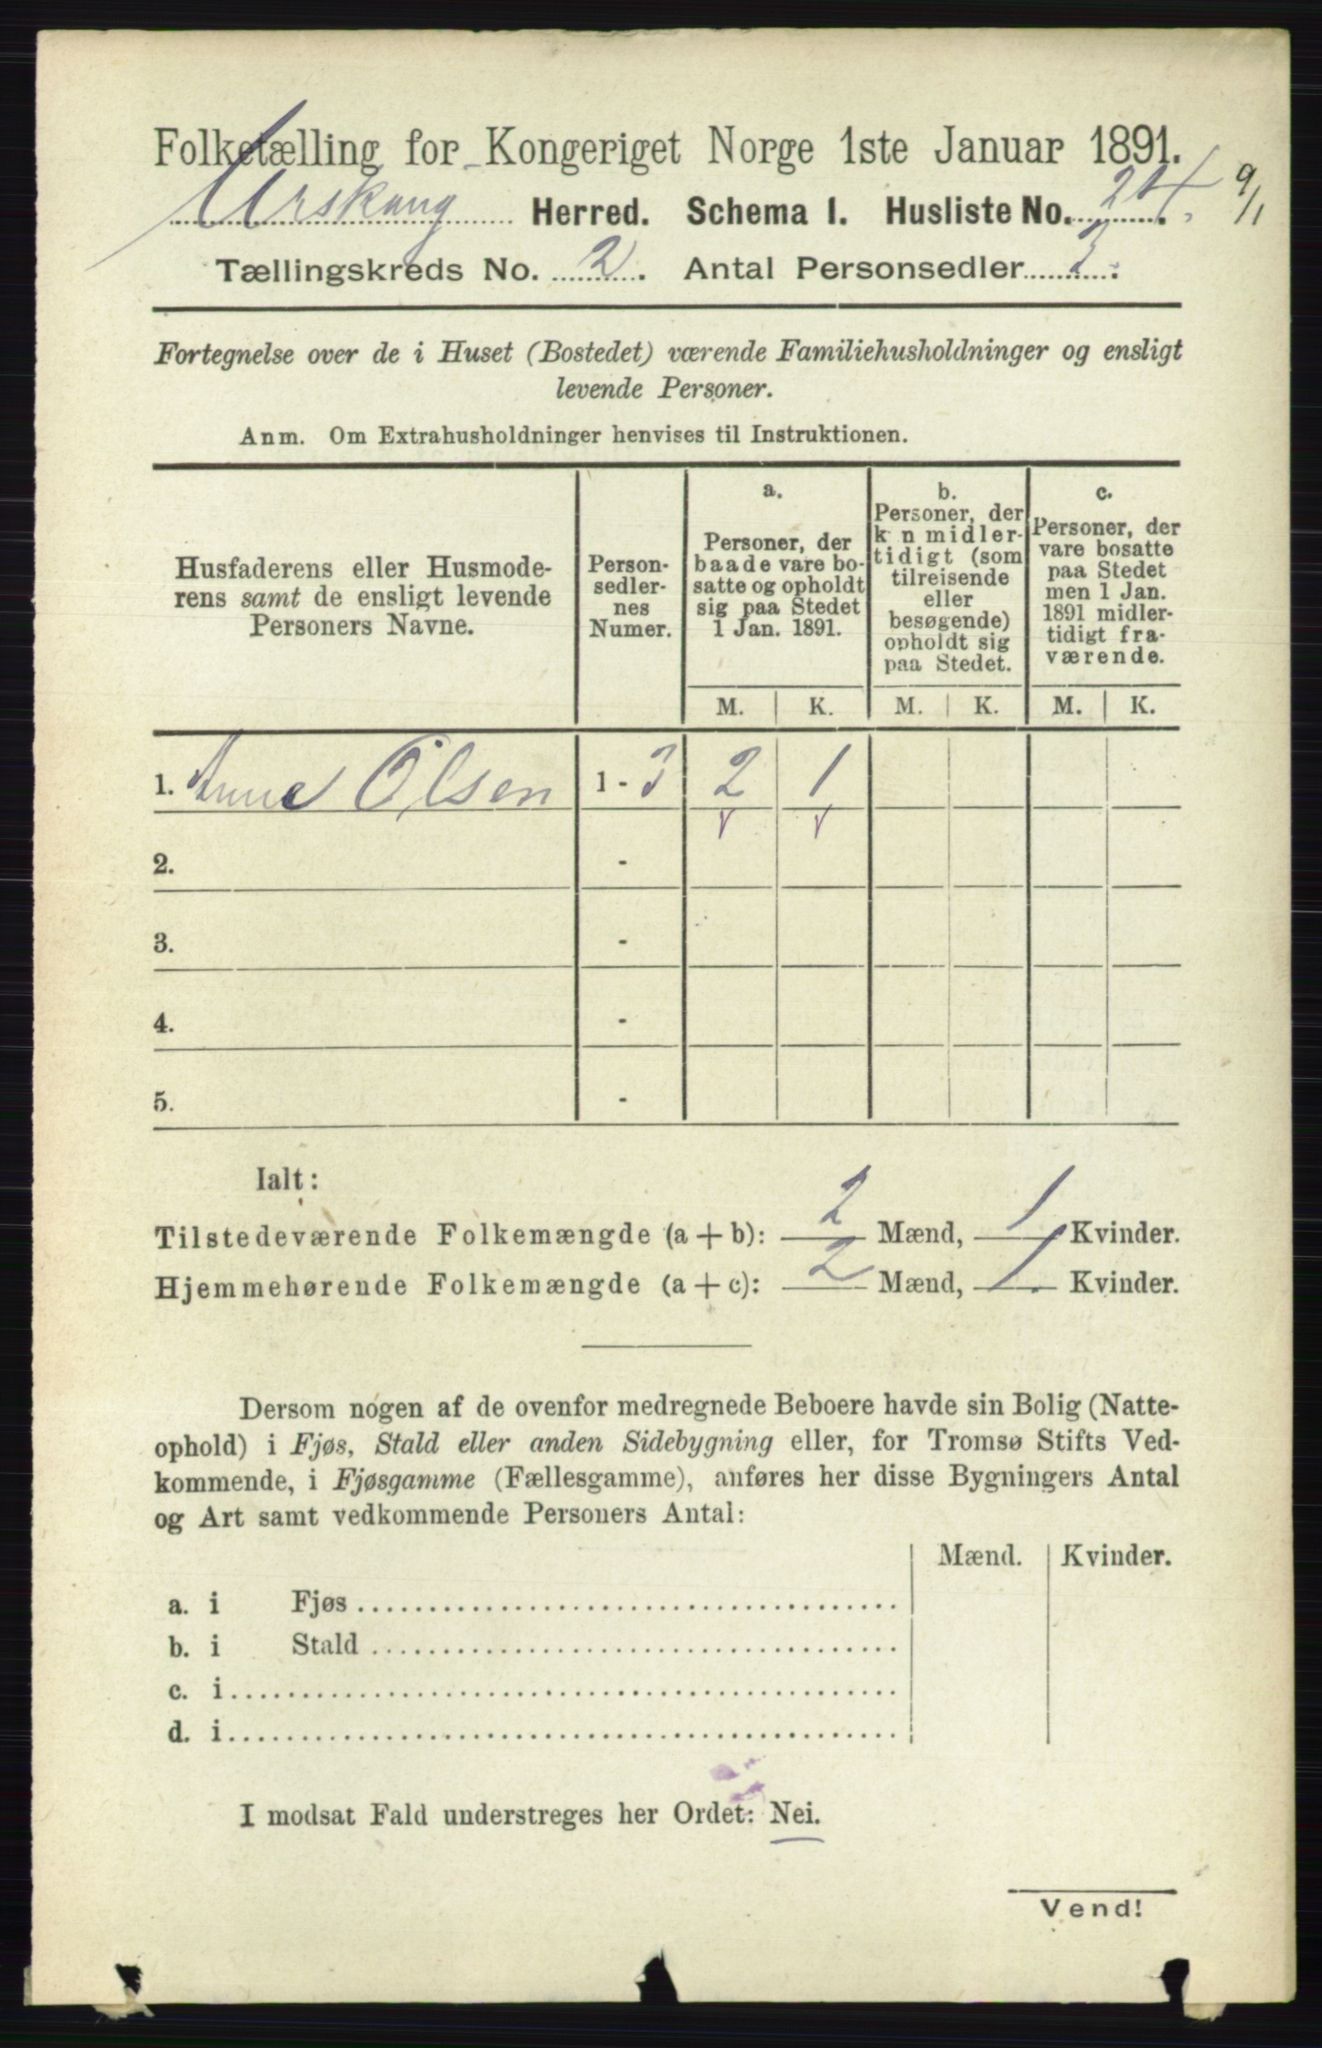 Folketælling for Kongeriget Norge 1ste Januar 1891.
Urskoug Herred. Schema 1. Husliste No. 204. 9/1
Tællingskreds No. 2. Antal Personsedler 3.
Fortegnelse over de i Huset (Bostedet) værende Familiehusholdninger og ensligt
levende Personer.
Anm. Om Extrahusholdninger henvises til Instruktionen.
Husfaderens eller Husmode-
rens samt de ensligt levende
Personers Navne.
Person-
sedler-
nes
Numer.
a.
Personer, der
baade vare bo-
satte og opholdt
sig paa Stedet
1 Jan. 1891.
b.
Personer, der
k n midler-
tidigt (som
tilreisende
eller
besøgende)
opholdt sig
paa Stedet.
c.
Personer, der
vare bosatte
paa Stedet
men 1 Jan.
1891 midler-
tidigt fra-
værende.
M. K. M. K. M. K.
1. Anne Olsen 1-3 2 1
2. -
3. -
4. -
5. -
Ialt:
Tilstedeværende Folkemængde (a + b): 2 Mænd, 1 Kvinder.
Hjemmehørende Folkemængde (a + c): 2 Mænd, 1 Kvinder.
Dersom nogen af de ovenfor medregnede Beboere havde sin Bolig (Natte-
ophold) i Fjøs, Stald eller anden Sidebygning eller, for Tromsø Stifts Ved-
kommende, i Fjøsgamme (Fællesgamme), anføres her disse Bygningers Antal
og Art samt vedkommende Personers Antal:
Mænd. Kvinder.
a. i Fjøs
b. i Stald
c. i
d. i
I modsat Fald understreges her Ordet: Nei.
Vend!